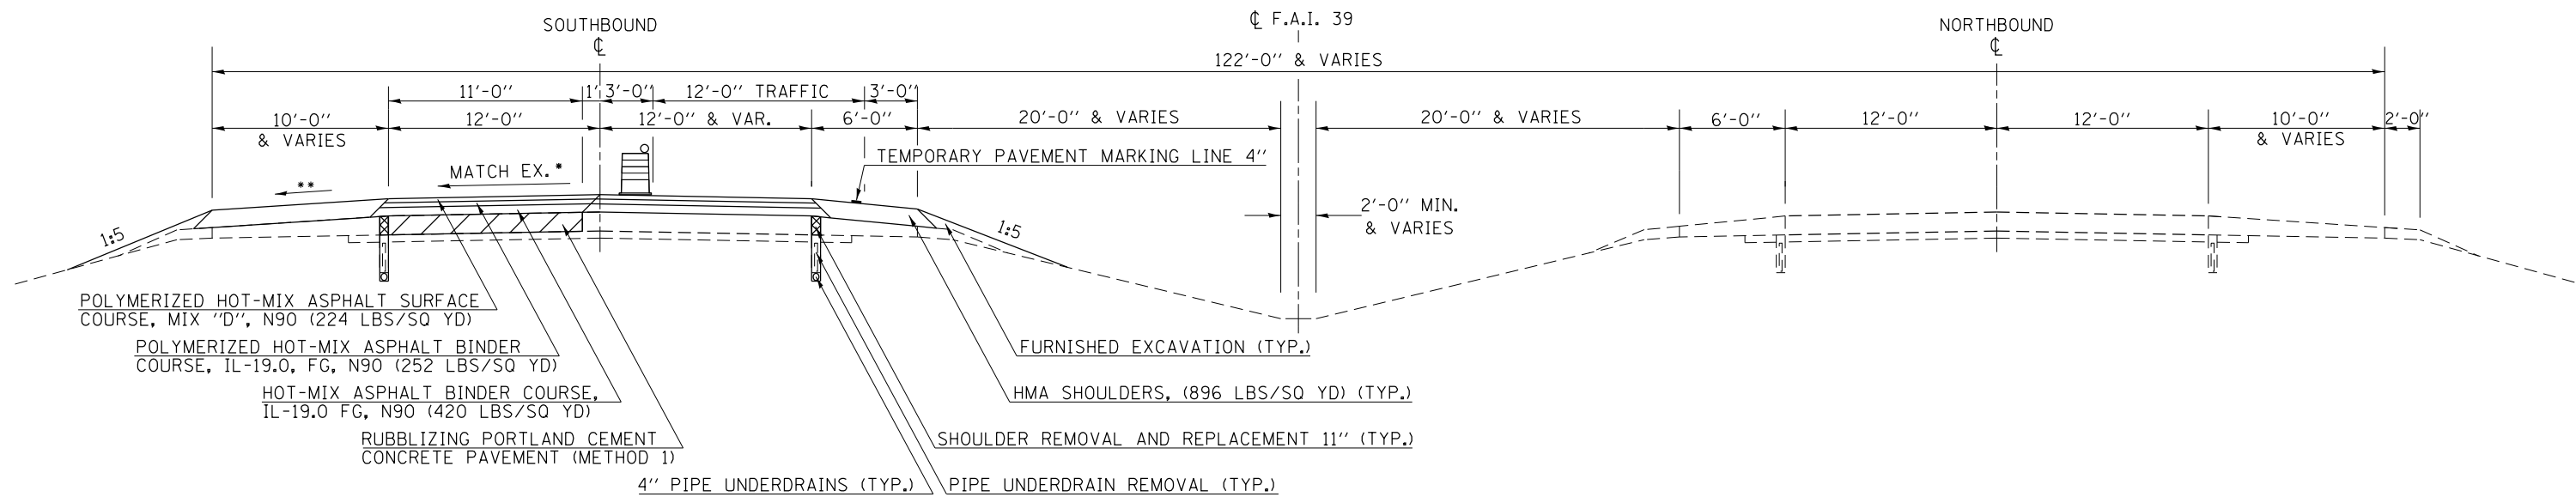 SOUTHBOUND
℄
℄ F.A.I. 39
NORTHBOUND
℄
122'-0" & VARIES
11'-0"
1'
3'-0"
12'-0" TRAFFIC
3'-0"
10'-0"
& VARIES
12'-0"
12'-0" & VAR.
6'-0"
20'-0" & VARIES
20'-0" & VARIES
6'-0"
12'-0"
12'-0"
10'-0"
& VARIES
2'-0"
TEMPORARY PAVEMENT MARKING LINE 4"
MATCH EX.*
**
1:5
1:5
2'-0" MIN.
& VARIES
POLYMERIZED HOT-MIX ASPHALT SURFACE
COURSE, MIX "D", N90 (224 LBS/SQ YD)
POLYMERIZED HOT-MIX ASPHALT BINDER
COURSE, IL-19.0, FG, N90 (252 LBS/SQ YD)
HOT-MIX ASPHALT BINDER COURSE,
IL-19.0 FG, N90 (420 LBS/SQ YD)
RUBBLIZING PORTLAND CEMENT
CONCRETE PAVEMENT (METHOD 1)
4" PIPE UNDERDRAINS (TYP.)
FURNISHED EXCAVATION (TYP.)
HMA SHOULDERS, (896 LBS/SQ YD) (TYP.)
SHOULDER REMOVAL AND REPLACEMENT 11" (TYP.)
PIPE UNDERDRAIN REMOVAL (TYP.)